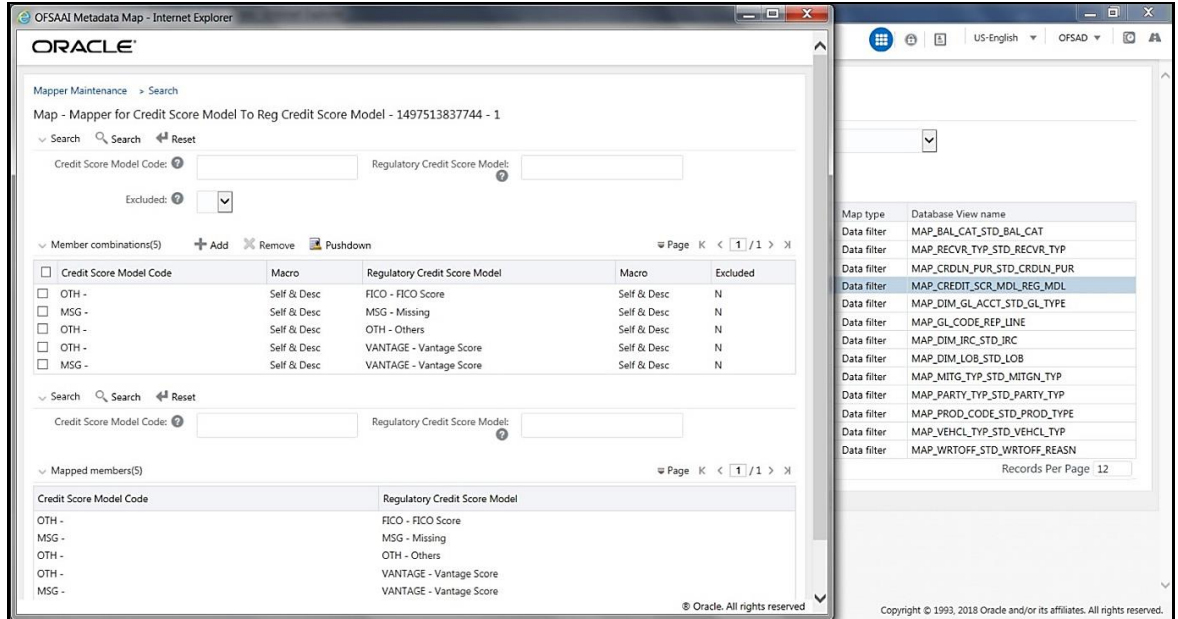 OFSAAI Metadata Map - Internet Explorer
ORACLE
Mapper Maintenance > Search
Map - Mapper for Credit Score Model To Reg Credit Score Model - 1497513837744 - 1
Search Search Reset
Credit Score Model Code: Regulatory Credit Score Model:
Excluded:
Member combinations(5) Add Remove Pushdown Page 1 / 1
Credit Score Model Code Macro Regulatory Credit Score Model Macro Excluded
OTH - Self & Desc FICO - FICO Score Self & Desc N
MSG - Self & Desc MSG - Missing Self & Desc N
OTH - Self & Desc OTH - Others Self & Desc N
OTH - Self & Desc VANTAGE - Vantage Score Self & Desc N
MSG - Self & Desc VANTAGE - Vantage Score Self & Desc N
Search Search Reset
Credit Score Model Code: Regulatory Credit Score Model:
Mapped members(5) Page 1 / 1
Credit Score Model Code Regulatory Credit Score Model
OTH - FICO - FICO Score
MSG - MSG - Missing
OTH - OTH - Others
OTH - VANTAGE - Vantage Score
MSG - VANTAGE - Vantage Score
® Oracle. All rights reserved
US-English OFSAD
Map type Database View name
Data filter MAP_BAL_CAT_STD_BAL_CAT
Data filter MAP_RECVR_TYP_STD_RECVR_TYP
Data filter MAP_CRDLN_PUR_STD_CRDLN_PUR
Data filter MAP_CREDIT_SCR_MDL_REG_MDL
Data filter MAP_DIM_GL_ACCT_STD_GL_TYPE
Data filter MAP_GL_CODE_REP_LINE
Data filter MAP_DIM_IRC_STD_IRC
Data filter MAP_DIM_LOB_STD_LOB
Data filter MAP_MITG_TYP_STD_MITGN_TYP
Data filter MAP_PARTY_TYP_STD_PARTY_TYP
Data filter MAP_PROD_CODE_STD_PROD_TYPE
Data filter MAP_VEHCL_TYP_STD_VEHCL_TYP
Data filter MAP_WRTOFF_STD_WRTOFF_REASN
Records Per Page 12
Copyright © 1993, 2018 Oracle and/or its affiliates. All rights reserved.